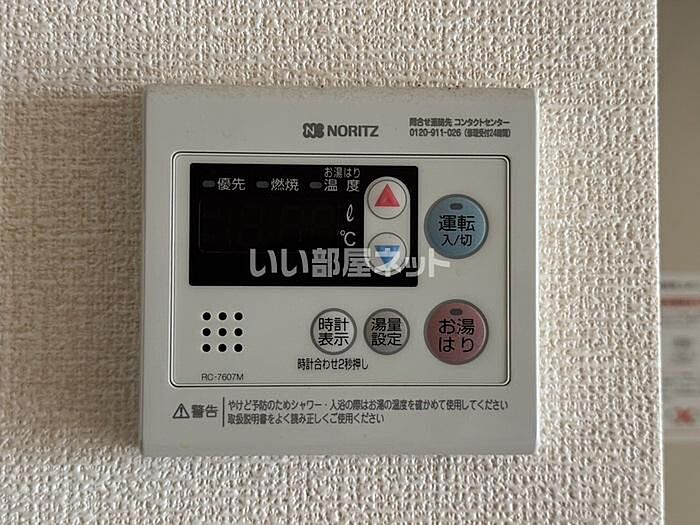 NORITZ
問合せ連絡先 コンタクトセンター
0120-911-026 (修理受付24時間)
お湯はり
優先 燃焼 温度
ℓ
℃
運転
入/切
いい部屋ネット
時計
表示
湯量
設定
お湯
はり
時計合わせ2秒押し
RC-7607M
警告
やけど予防のためシャワー・入浴の際はお湯の温度を確かめて使用してください
取扱説明書をよく読み正しくご使用ください